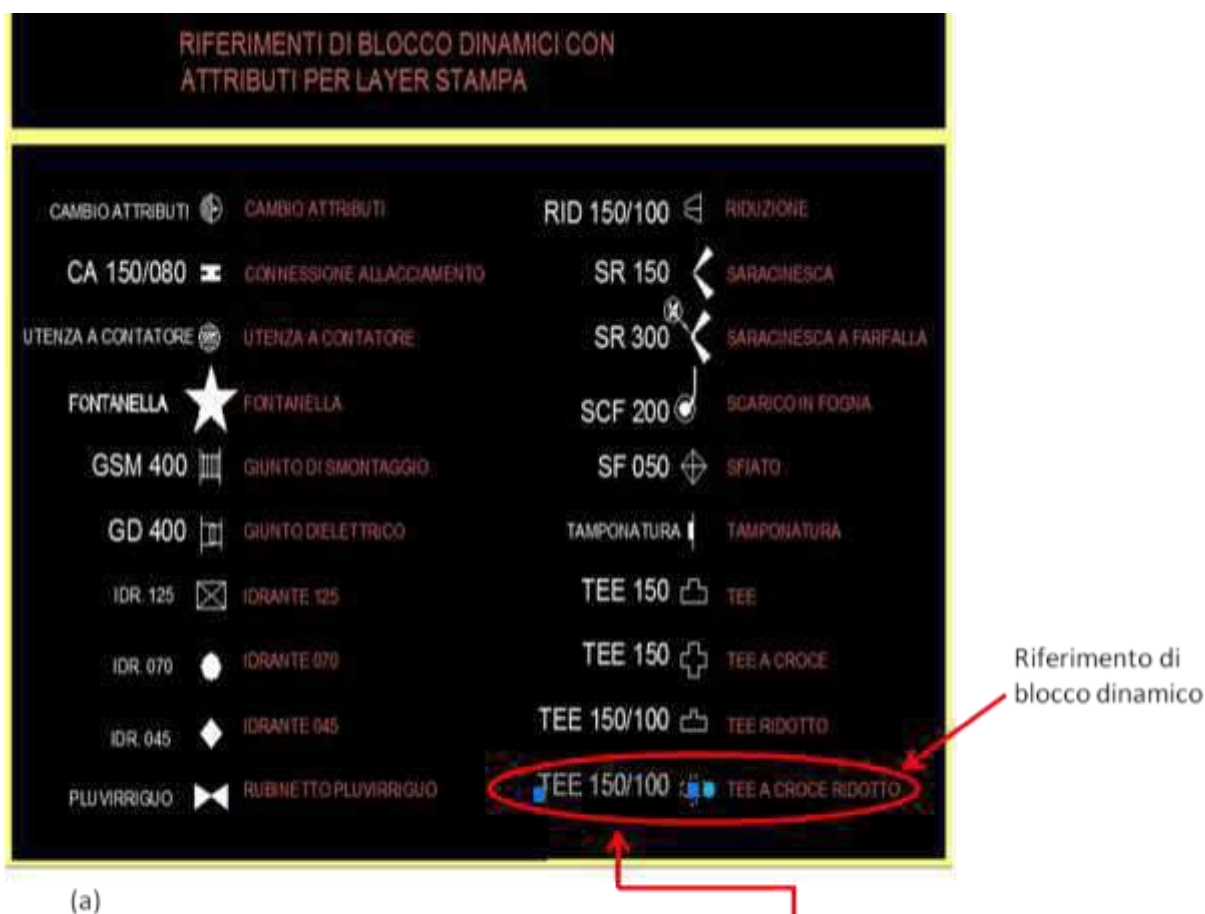 RIFERIMENTI DI BLOCCO DINAMICI CON
ATTRIBUTI PER LAYER STAMPA
CAMBIO ATTRIBUTI CAMBIO ATTRIBUTI
CA 150/080 CONNESSIONE ALLACCIAMENTO
UTENZA A CONTATORE UTENZA A CONTATORE
FONTANELLA FONTANELLA
GSM 400 GIUNTO DI SMONTAGGIO
GD 400 GIUNTO DIELETTRICO
IDR. 125 IDRANTE 125
IDR. 070 IDRANTE 070
IDR. 045 IDRANTE 045
PLUVIRRIGUO RUBINETTO PLUVIRRIGUO
RID 150/100 RIDUZIONE
SR 150 SARACINESCA
SR 300 SARACINESCA A FARFALLA
SCF 200 SCARICO IN FOGNA
SF 050 SFIATO
TAMPONATURA TAMPONATURA
TEE 150 TEE
TEE 150 TEE A CROCE
TEE 150/100 TEE RIDOTTO
TEE 150/100 TEE A CROCE RIDOTTO
Riferimento di
blocco dinamico
(a)